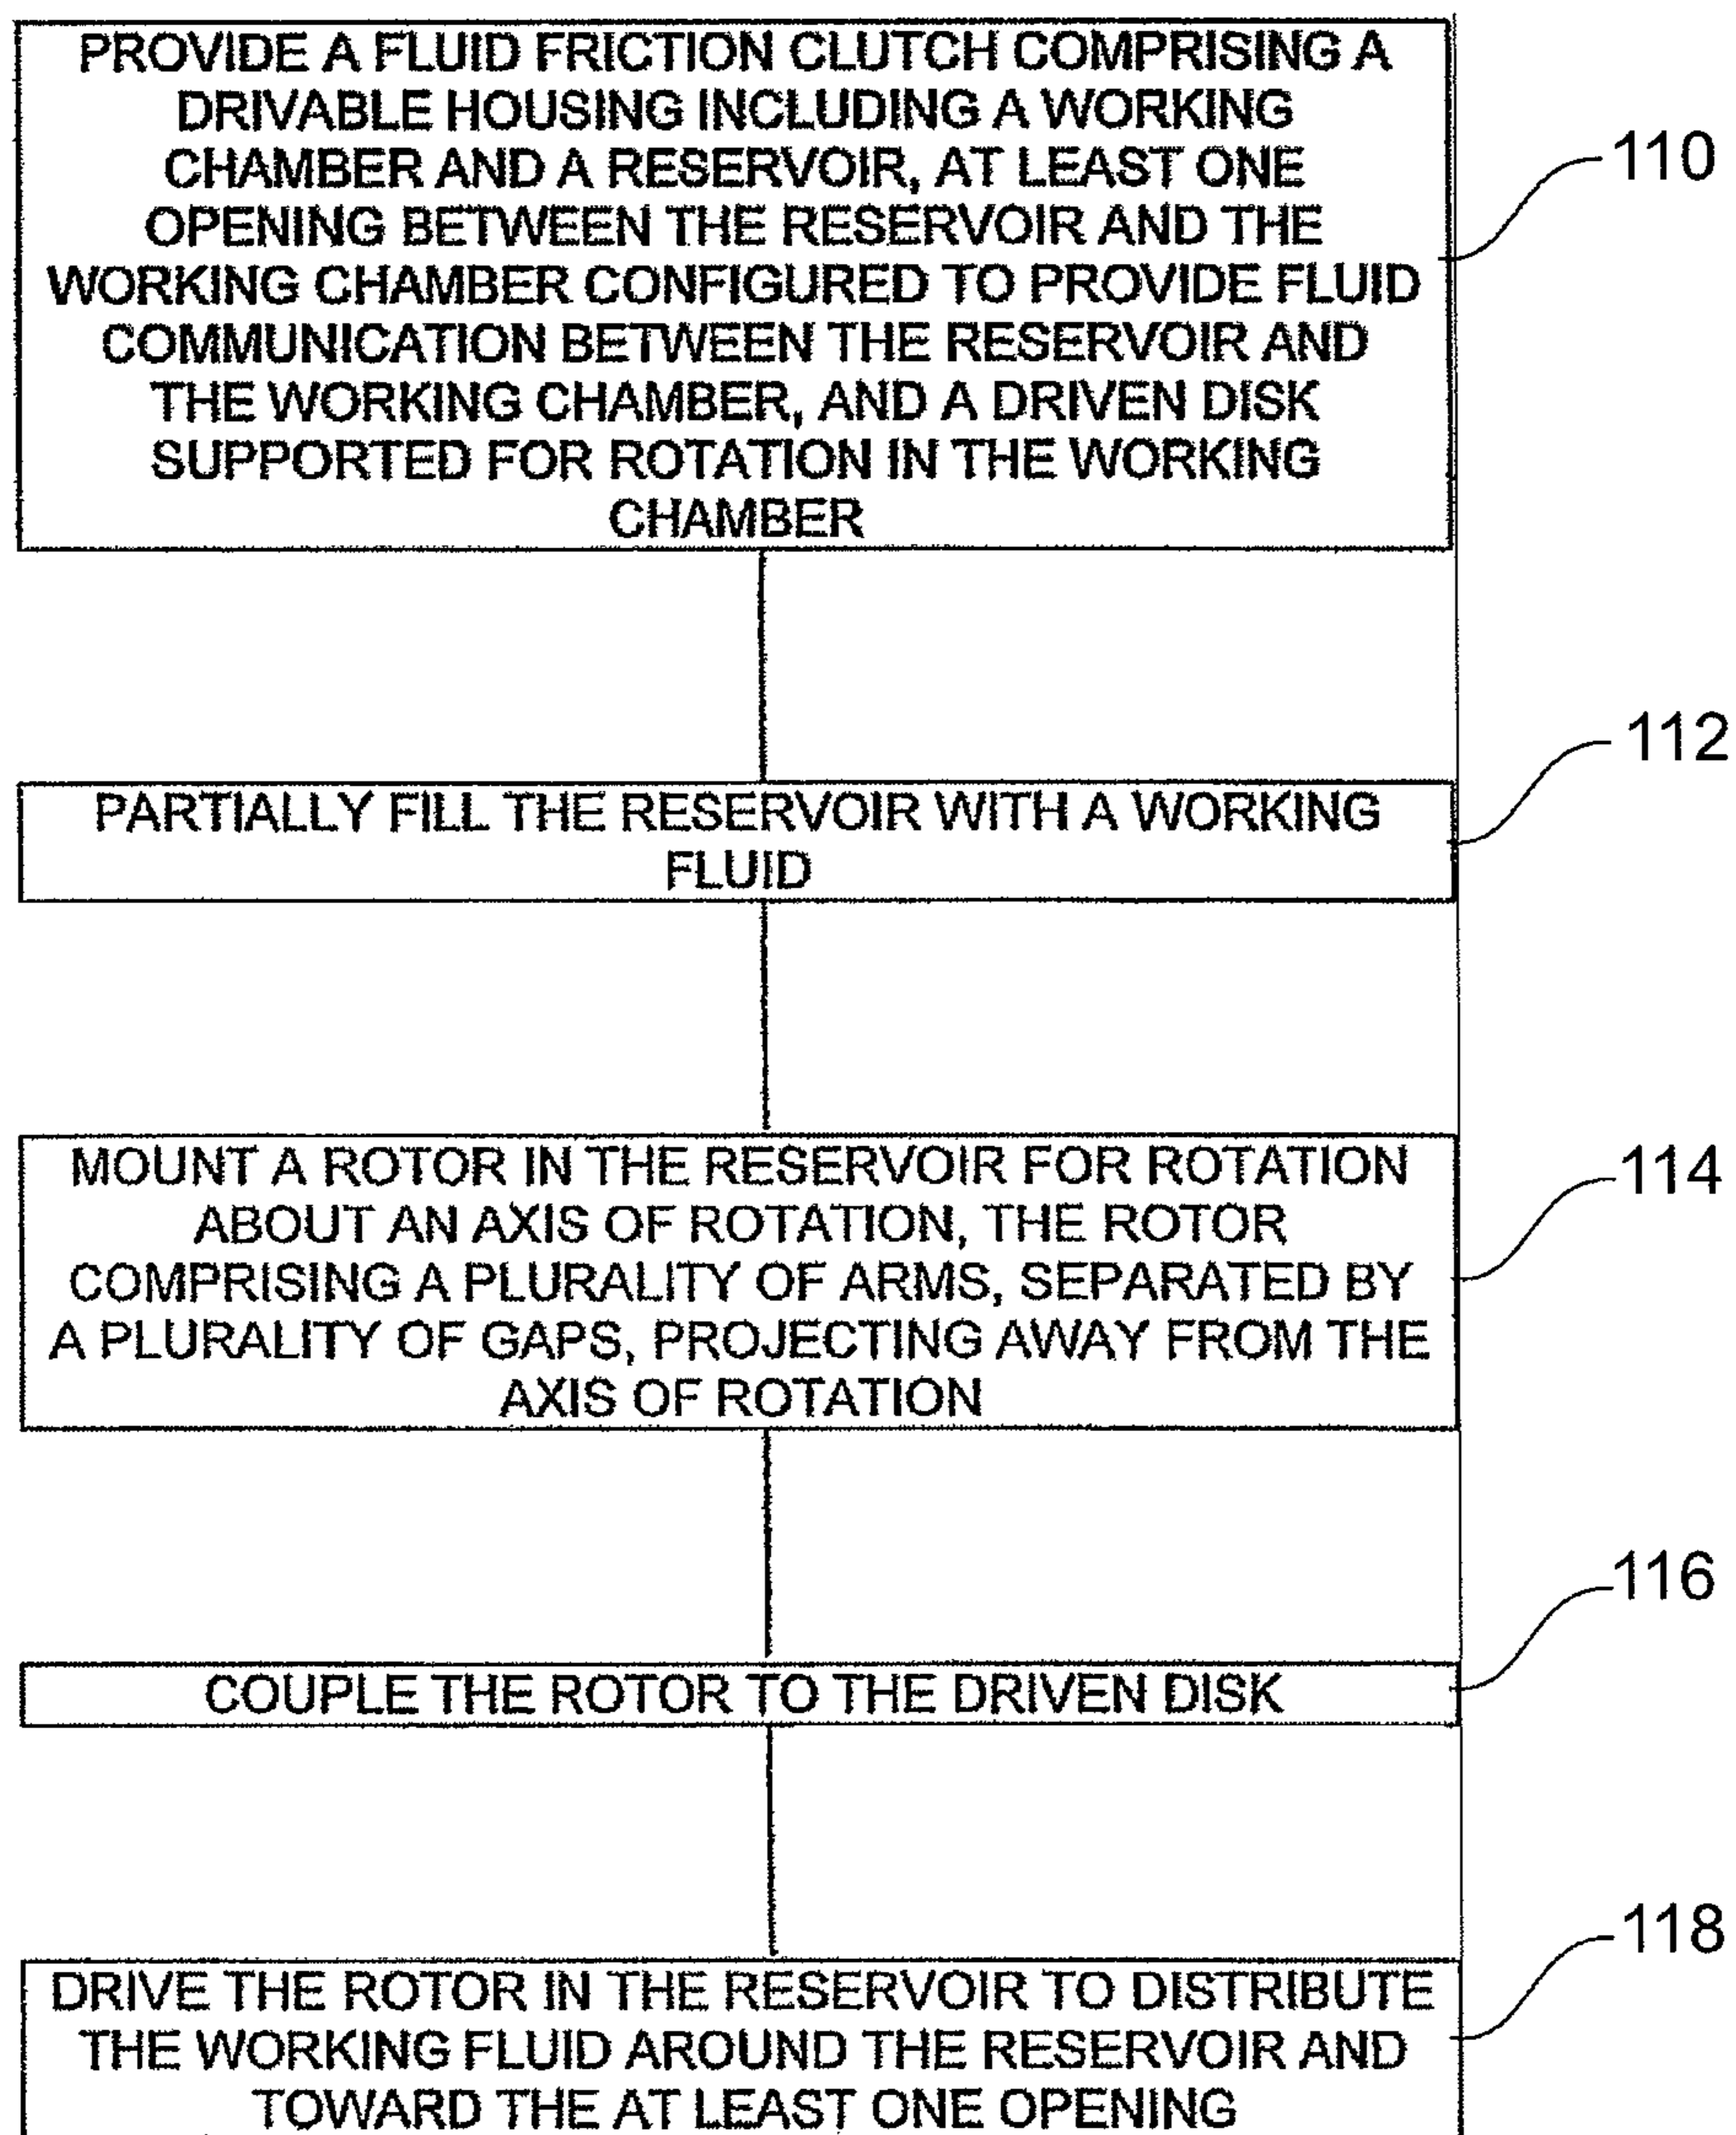 PROVIDE A FLUID FRICTION CLUTCH COMPRISING A
DRIVABLE HOUSING INCLUDING A WORKING
CHAMBER AND A RESERVOIR, AT LEAST ONE
OPENING BETWEEN THE RESERVOIR AND THE
WORKING CHAMBER CONFIGURED TO PROVIDE FLUID
COMMUNICATION BETWEEN THE RESERVOIR AND
THE WORKING CHAMBER, AND A DRIVEN DISK
SUPPORTED FOR ROTATION IN THE WORKING
CHAMBER
110
112
PARTIALLY FILL THE RESERVOIR WITH A WORKING
FLUID
MOUNT A ROTOR IN THE RESERVOIR FOR ROTATION
ABOUT AN AXIS OF ROTATION, THE ROTOR
COMPRISING A PLURALITY OF ARMS, SEPARATED BY
A PLURALITY OF GAPS, PROJECTING AWAY FROM THE
AXIS OF ROTATION
114
116
COUPLE THE ROTOR TO THE DRIVEN DISK
118
DRIVE THE ROTOR IN THE RESERVOIR TO DISTRIBUTE
THE WORKING FLUID AROUND THE RESERVOIR AND
TOWARD THE AT LEAST ONE OPENING